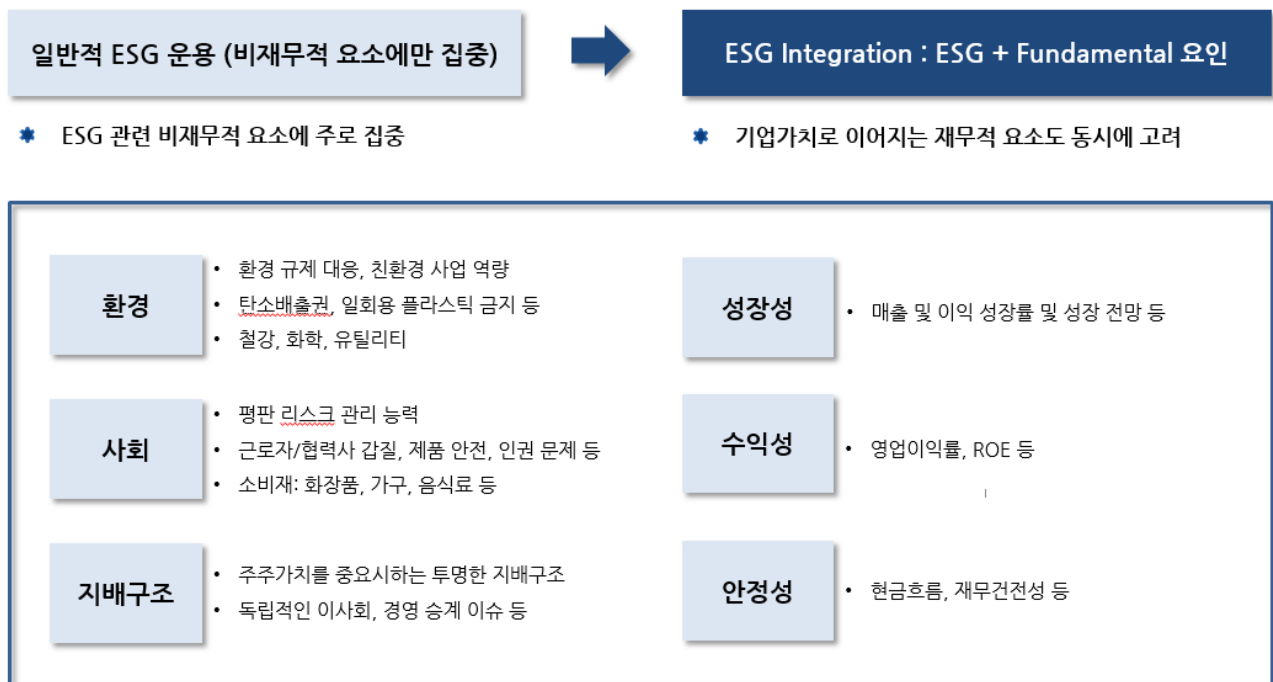 일반적 ESG 운용 (비재무적 요소에만 집중)
ESG Integration : ESG + Fundamental 요인
ESG 관련 비재무적 요소에 주로 집중
기업가치로 이어지는 재무적 요소도 동시에 고려
환경
• 환경 규제 대응, 친환경 사업 역량
• 탄소배출권, 일회용 플라스틱 금지 등
• 철강, 화학, 유틸리티
사회
• 평판 리스크 관리 능력
• 근로자/협력사 갑질, 제품 안전, 인권 문제 등
• 소비재: 화장품, 가구, 음식료 등
지배구조
• 주주가치를 중요시하는 투명한 지배구조
• 독립적인 이사회, 경영 승계 이슈 등
성장성
• 매출 및 이익 성장률 및 성장 전망 등
수익성
• 영업이익률, ROE 등
안정성
• 현금흐름, 재무건전성 등